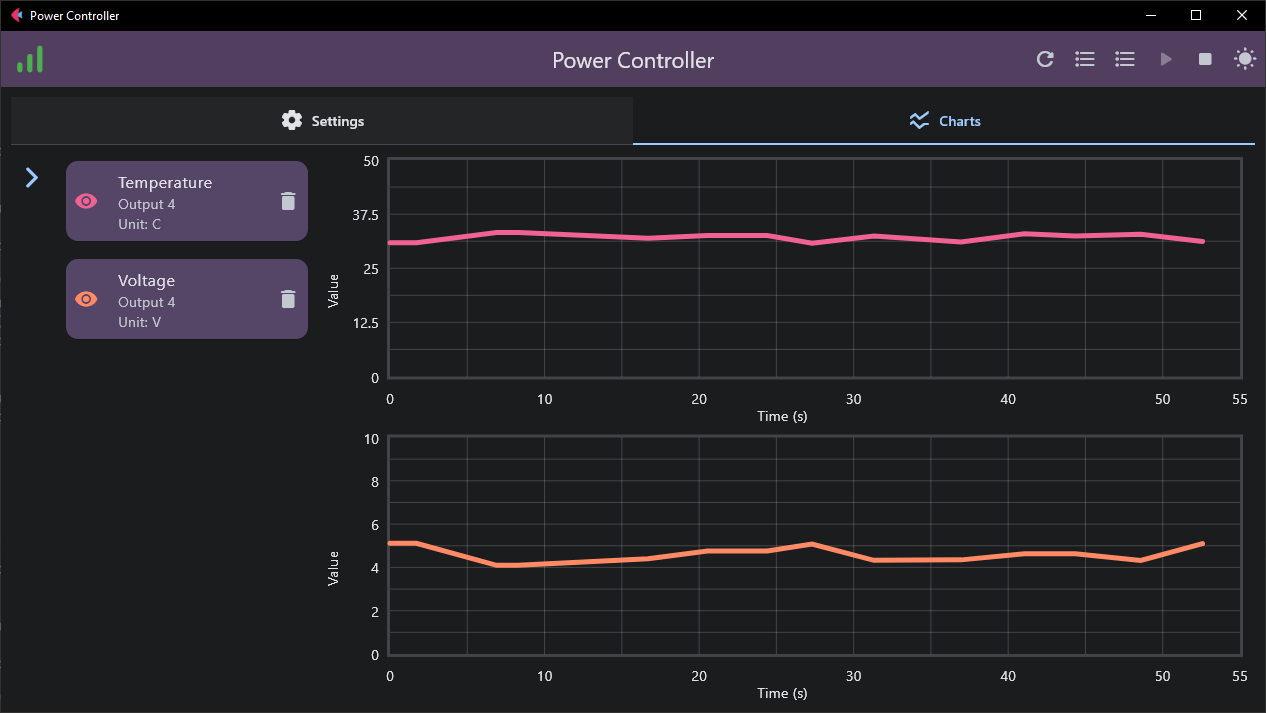 Power Controller
Power Controller
Settings
Charts
Temperature
Output 4
Unit: C
Voltage
Output 4
Unit: V
Value
50
37.5
25
12.5
0
0 10 20 30 40 50 55
Time (s)
Value
10
8
6
4
2
0
0 10 20 30 40 50 55
Time (s)